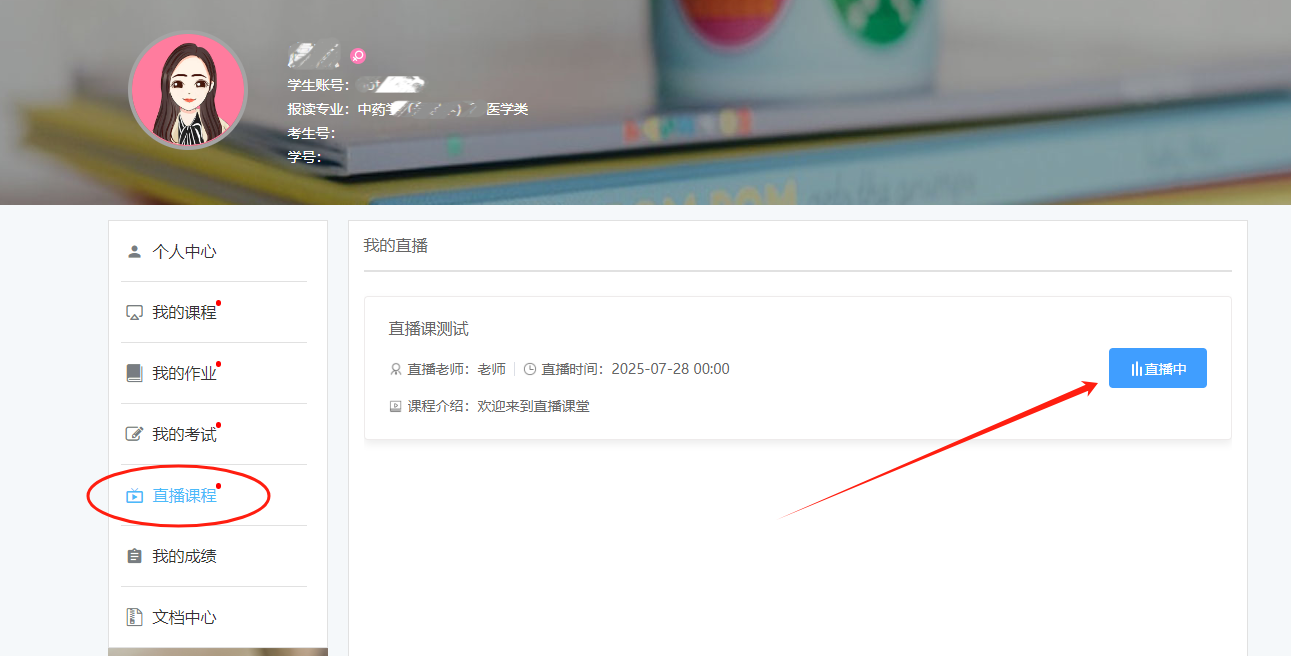 学生账号：
报读专业：中药学 医学类
考生号：
学号：
个人中心
我的课程
我的作业
我的考试
直播课程
我的成绩
文档中心
我的直播
直播课测试
直播老师：老师 直播时间：2025-07-28 00:00
课程介绍：欢迎来到直播课堂
直播中